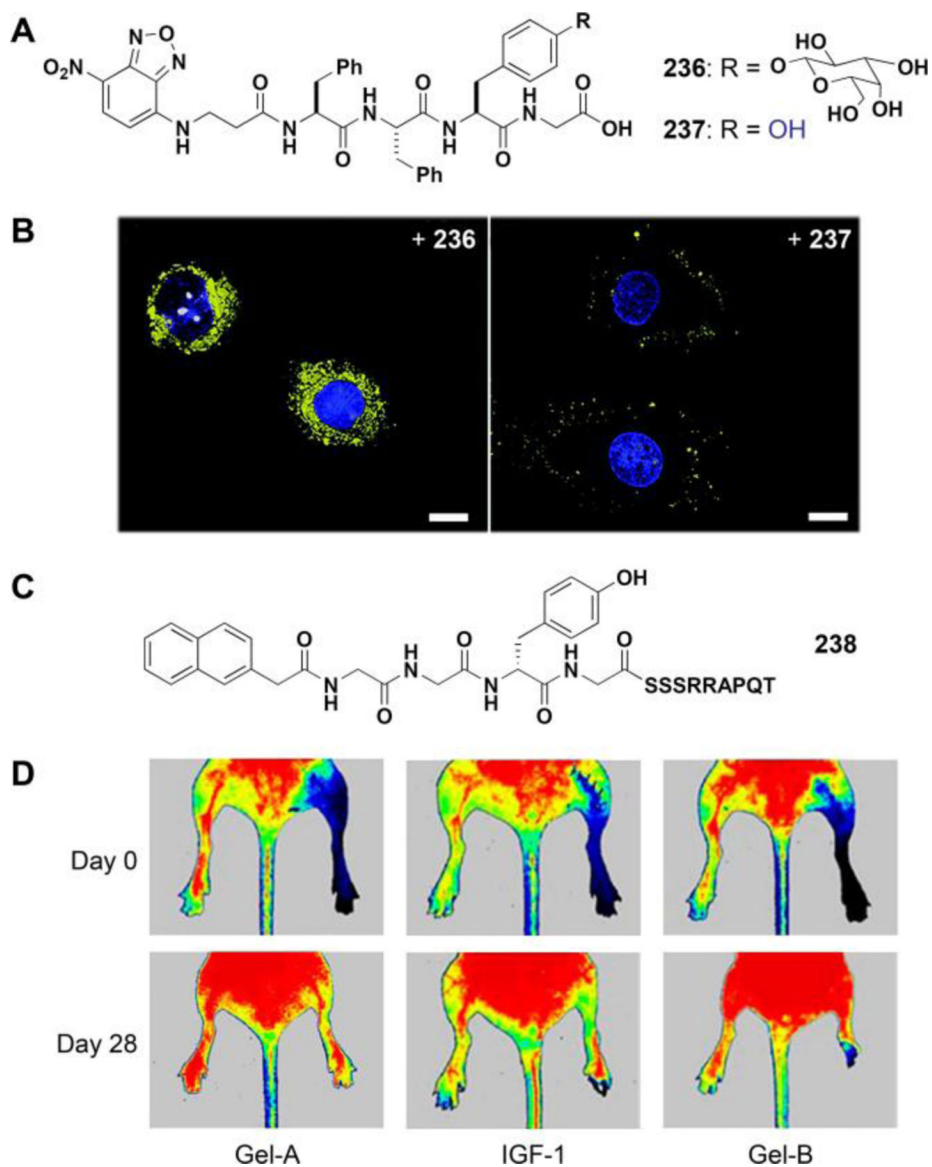 A
R
N O N
O₂N
Ph
O
H N
O
H N
O
236: R = O
HO
OH
O
HO
OH
N H
O
N H
O
OH
Ph
237: R = OH
B
+ 236
+ 237
C
OH
O
H N
O
O
238
N H
O
N H
O
N H
SSSRRAPQT
D
Day 0
Day 28
Gel-A
IGF-1
Gel-B